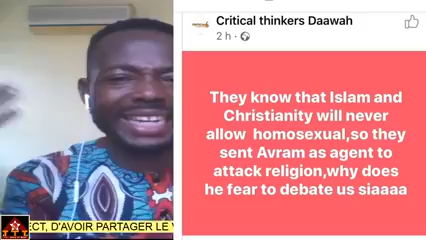 Critical thinkers Daawah
2 h ·
They know that Islam and
Christianity will never
allow homosexual,so they
sent Avram as agent to
attack religion,why does
he fear to debate us siaaaa
ECT, D'AVOIR PARTAGER LE V